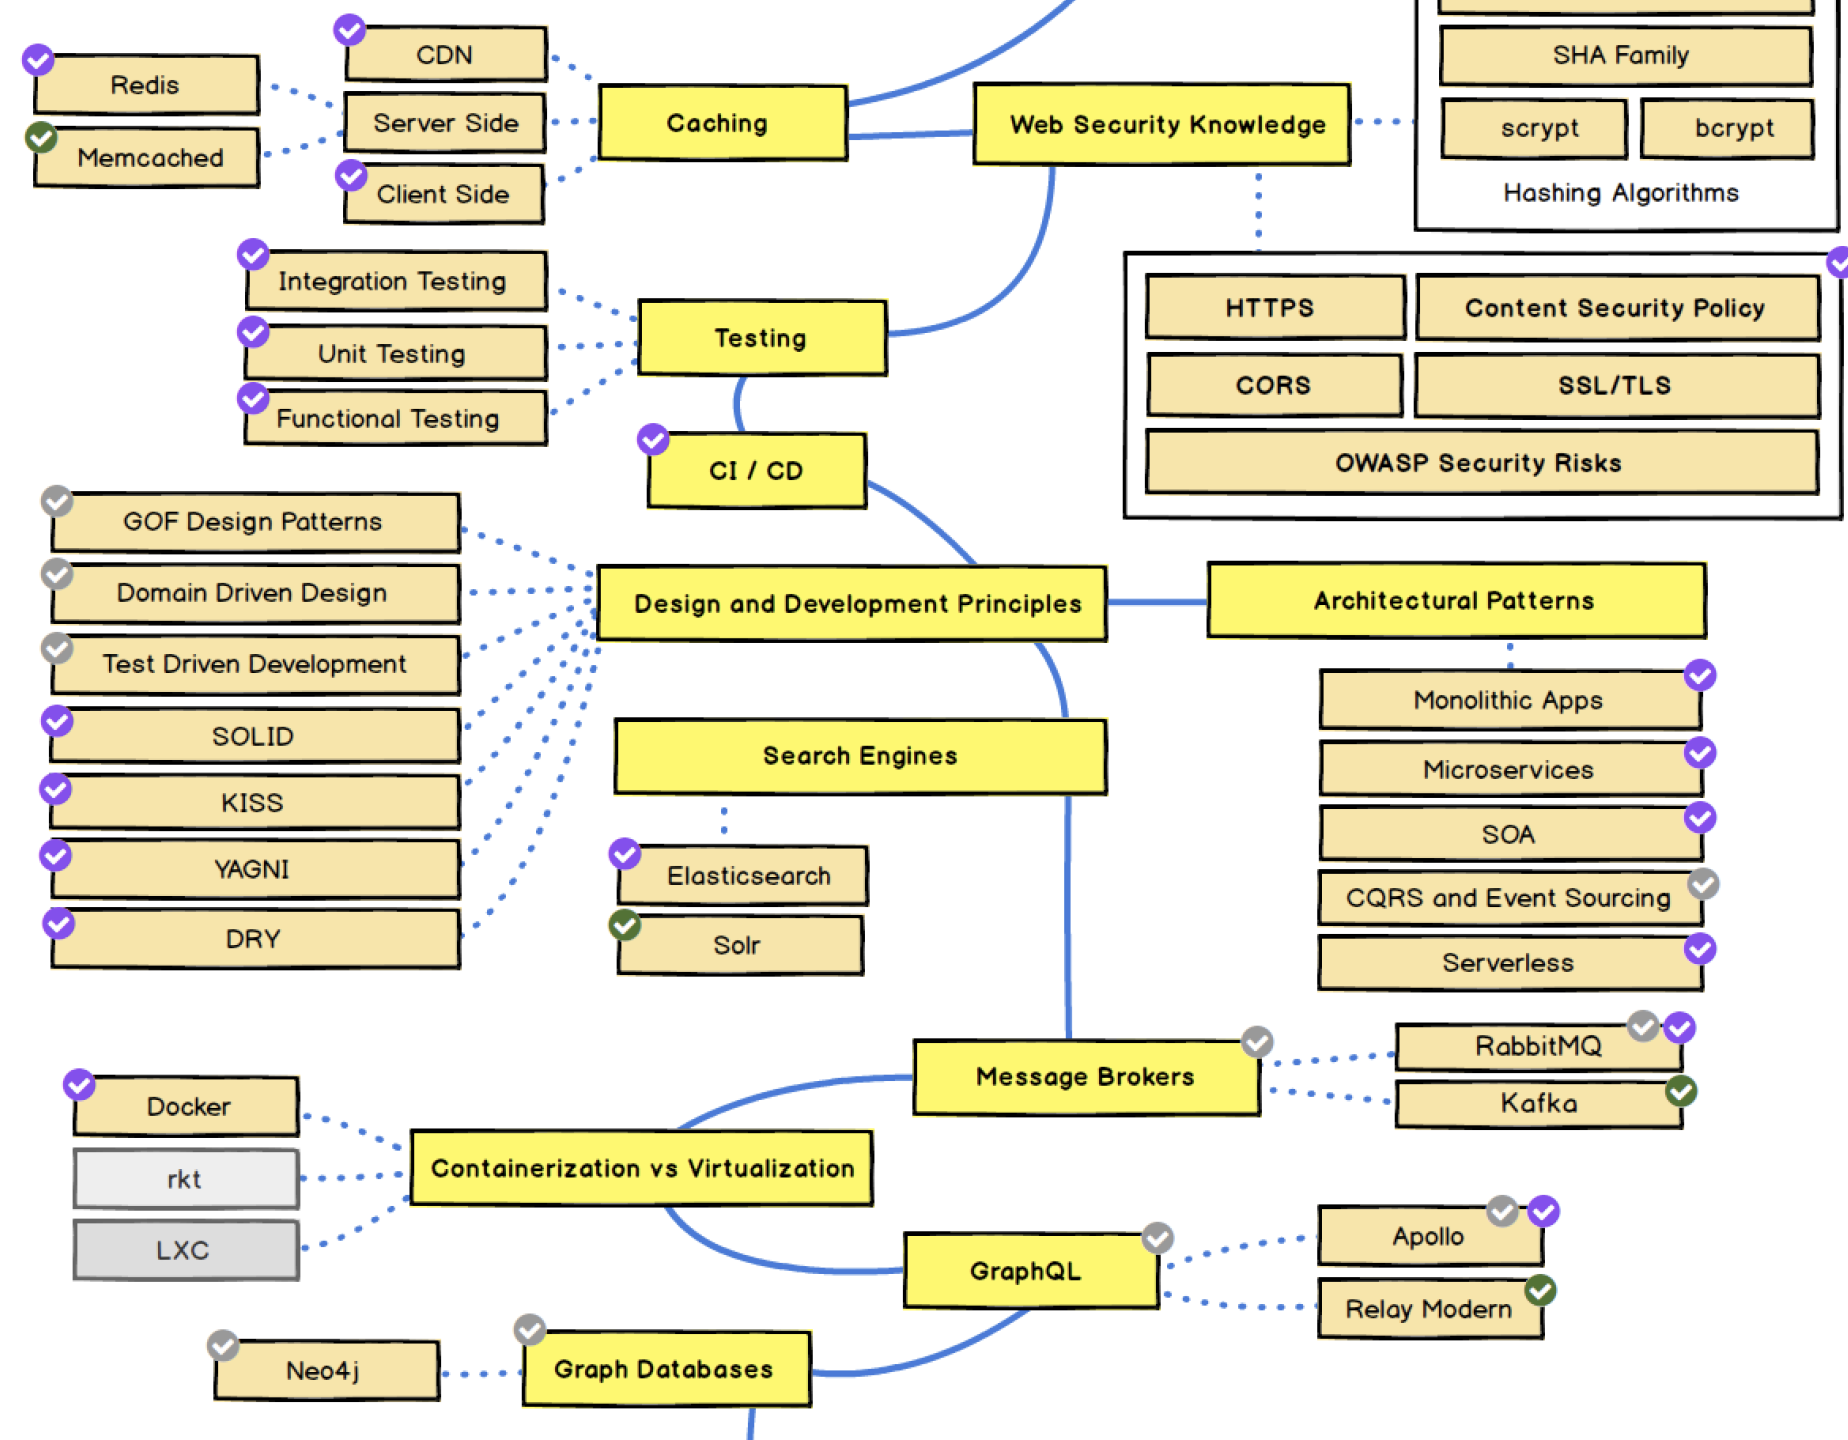 CDN
Redis
Server Side
Memcached
Client Side
Caching
Web Security Knowledge
SHA Family
scrypt
bcrypt
Hashing Algorithms
Integration Testing
Unit Testing
Functional Testing
Testing
CI / CD
HTTPS
Content Security Policy
CORS
SSL/TLS
OWASP Security Risks
GOF Design Patterns
Domain Driven Design
Test Driven Development
SOLID
KISS
YAGNI
DRY
Design and Development Principles
Architectural Patterns
Monolithic Apps
Microservices
SOA
CQRS and Event Sourcing
Serverless
Search Engines
Elasticsearch
Solr
Message Brokers
RabbitMQ
Kafka
Docker
rkt
LXC
Containerization vs Virtualization
GraphQL
Apollo
Relay Modern
Neo4j
Graph Databases